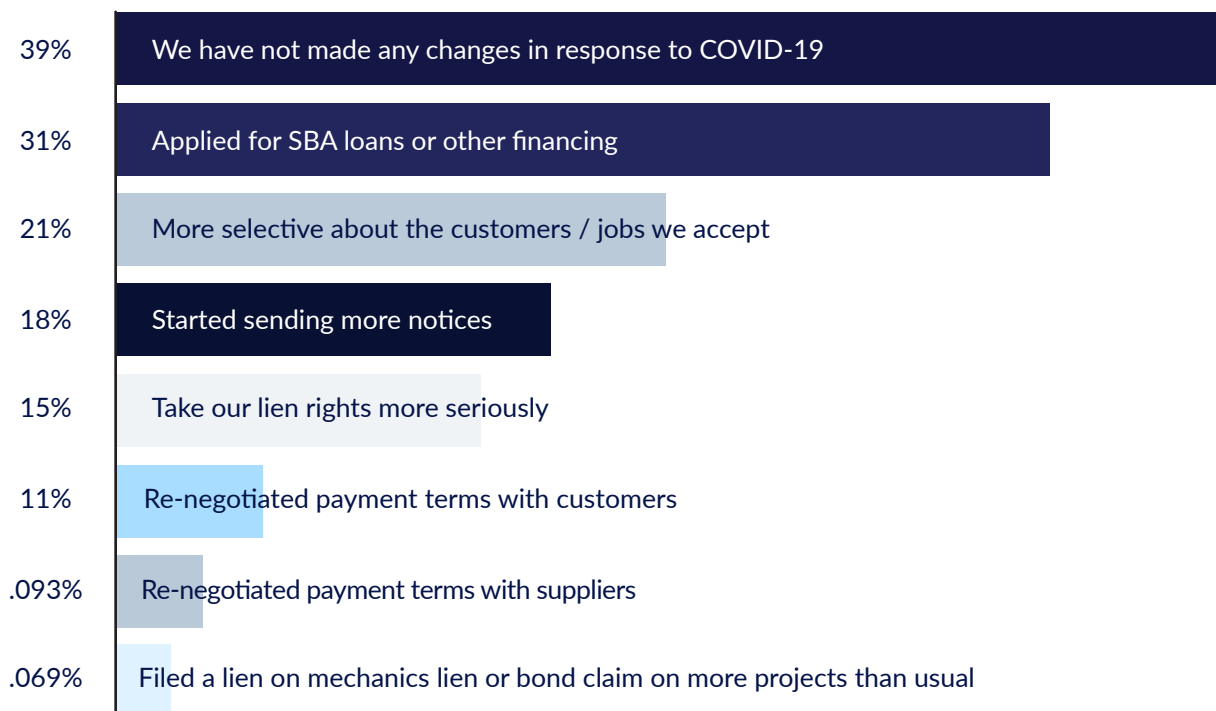 39% We have not made any changes in response to COVID-19
31% Applied for SBA loans or other financing
21% More selective about the customers / jobs we accept
18% Started sending more notices
15% Take our lien rights more seriously
11% Re-negotiated payment terms with customers
.093% Re-negotiated payment terms with suppliers
.069% Filed a lien on mechanics lien or bond claim on more projects than usual